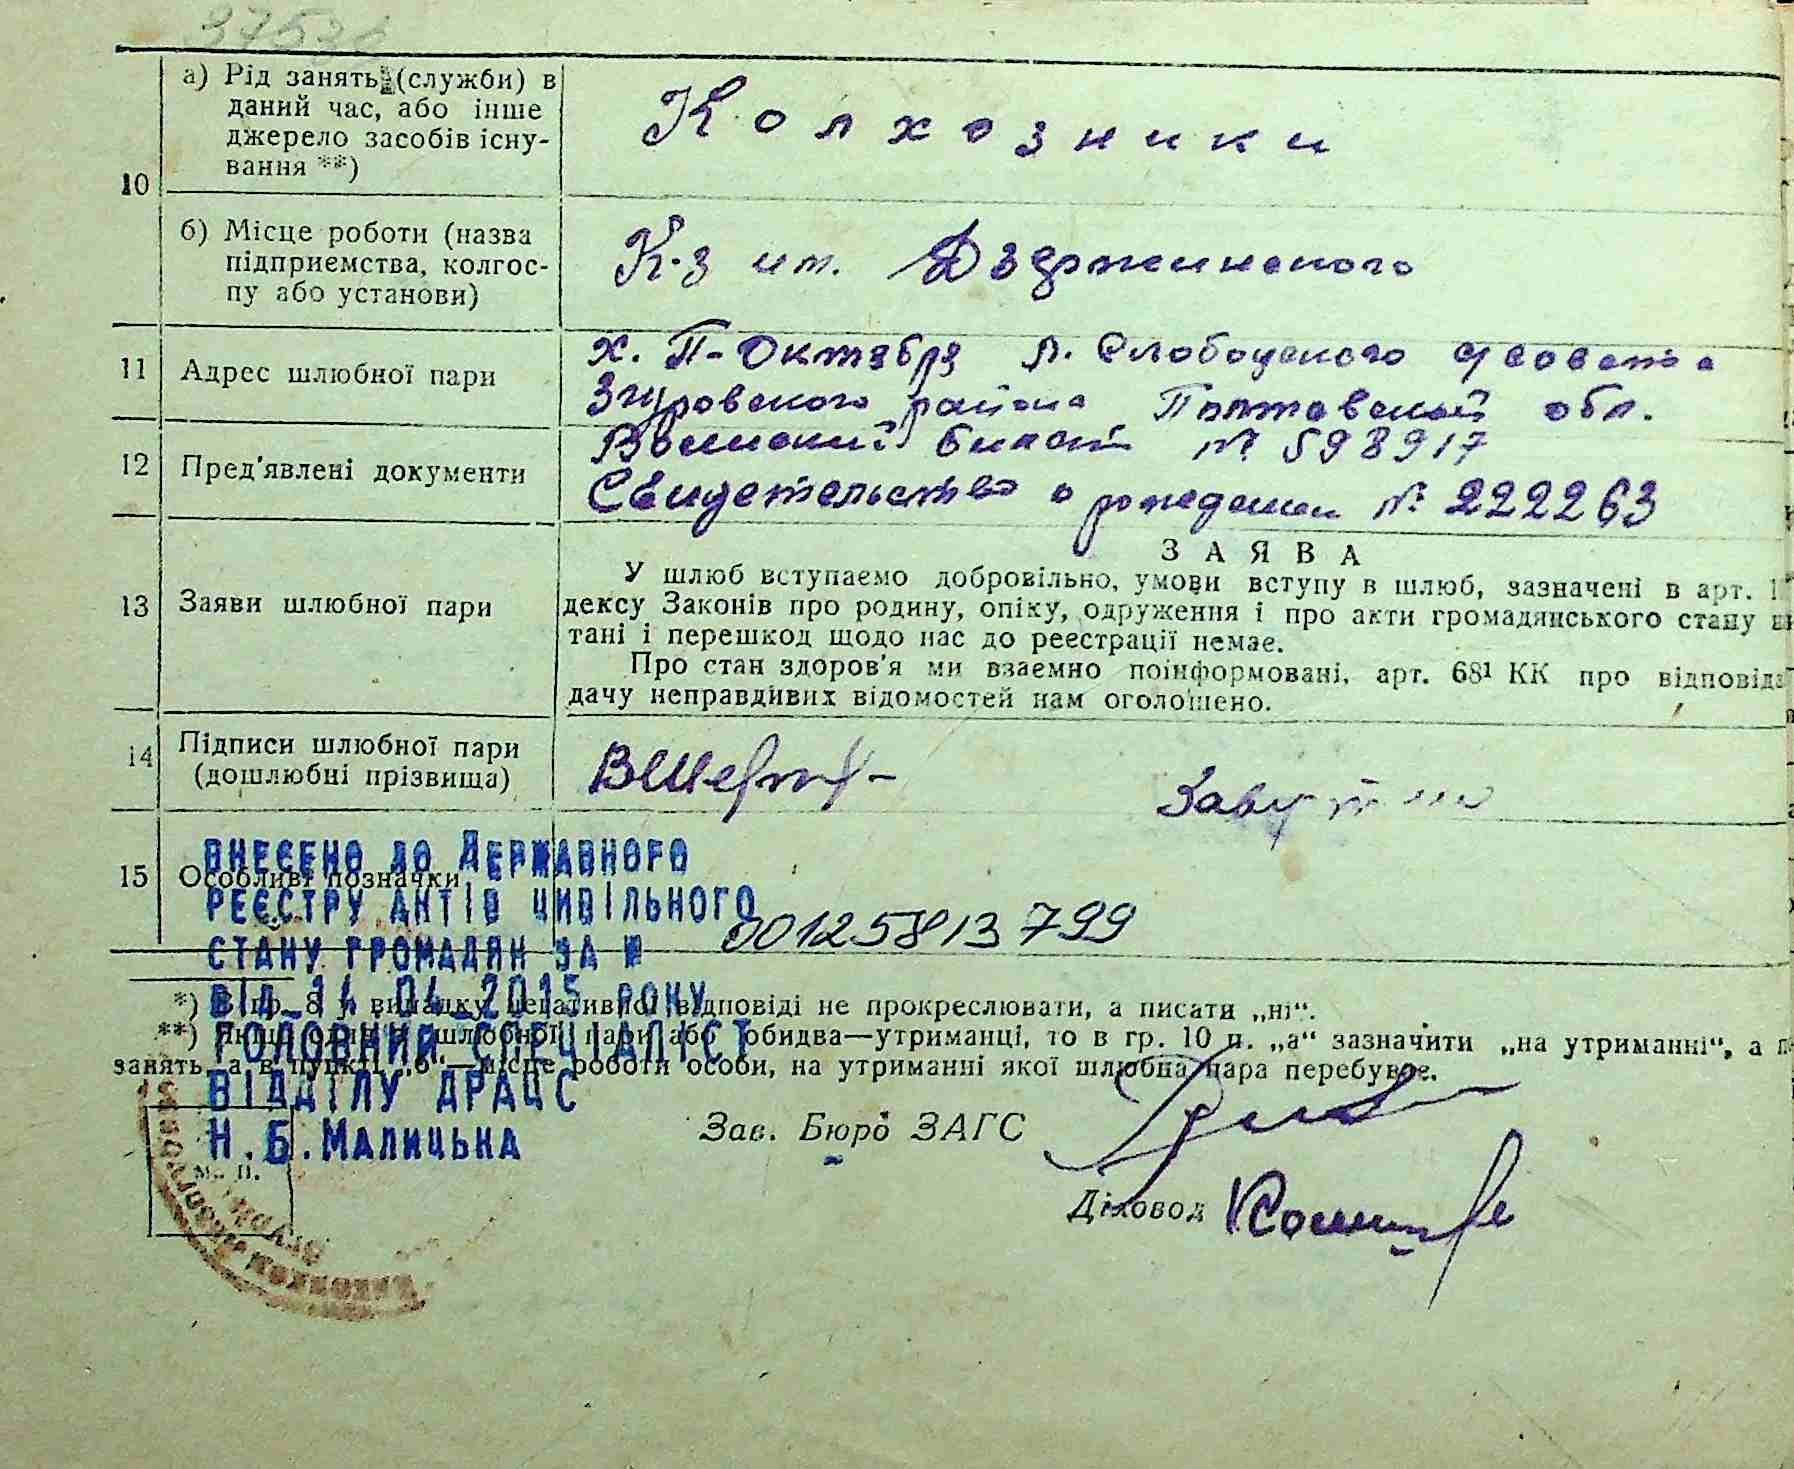 10
а) Рід занять (служби) в
даний час, або інше
джерело засобів існу-
вання **)
Колхозники
б) Місце роботи (назва
підприємства, колгос-
пу або установи)
К-з им. Дзержинского
11
Адрес шлюбної пари
х. П-Октября Л. Слободского с/совета
Згуровского района Полтавской обл.
12
Пред'явлені документи
Воинский билет № 598917
Свидетельство о рождении № 222263
13
Заяви шлюбної пари
ЗАЯВА
У шлюб вступаємо добровільно, умови вступу в шлюб, зазначені в арт. 1
дексу Законів про родину, опіку, одруження і про акти громадянського стану
тані і перешкод щодо нас до реєстрації немає.
Про стан здоров'я ми взаємно поінформовані, арт. 68¹ КК про відповід
дачу неправдивих відомостей нам оголошено.
14
Підписи шлюбної пари
(дошлюбні прізвища)
15
Особливі позначки
ВНЕСЕНО ДО ДЕРЖАВНОГО
РЕЄСТРУ АКТІВ ЦИВІЛЬНОГО
СТАНУ ГРОМАДЯН ЗА №
00125813799
ВІД 14 04 2015 РОКУ
ГОЛОВНИЙ СПЕЦІАЛІСТ
ВІДДІЛУ ДРАЦС
Н.Б.МАЛИЦЬКА
*) В гр. 8 у випадку негативної відповіді не прокреслювати, а писати „ні“.
**) Якщо один з шлюбної пари або обидва—утриманці, то в гр. 10 п. „а“ зазначити „на утриманні“, а
занять, а в пункті „б“—місце роботи особи, на утриманні якої шлюбна пара перебуває.
Зав. Бюро ЗАГС
М. П.
Діловод